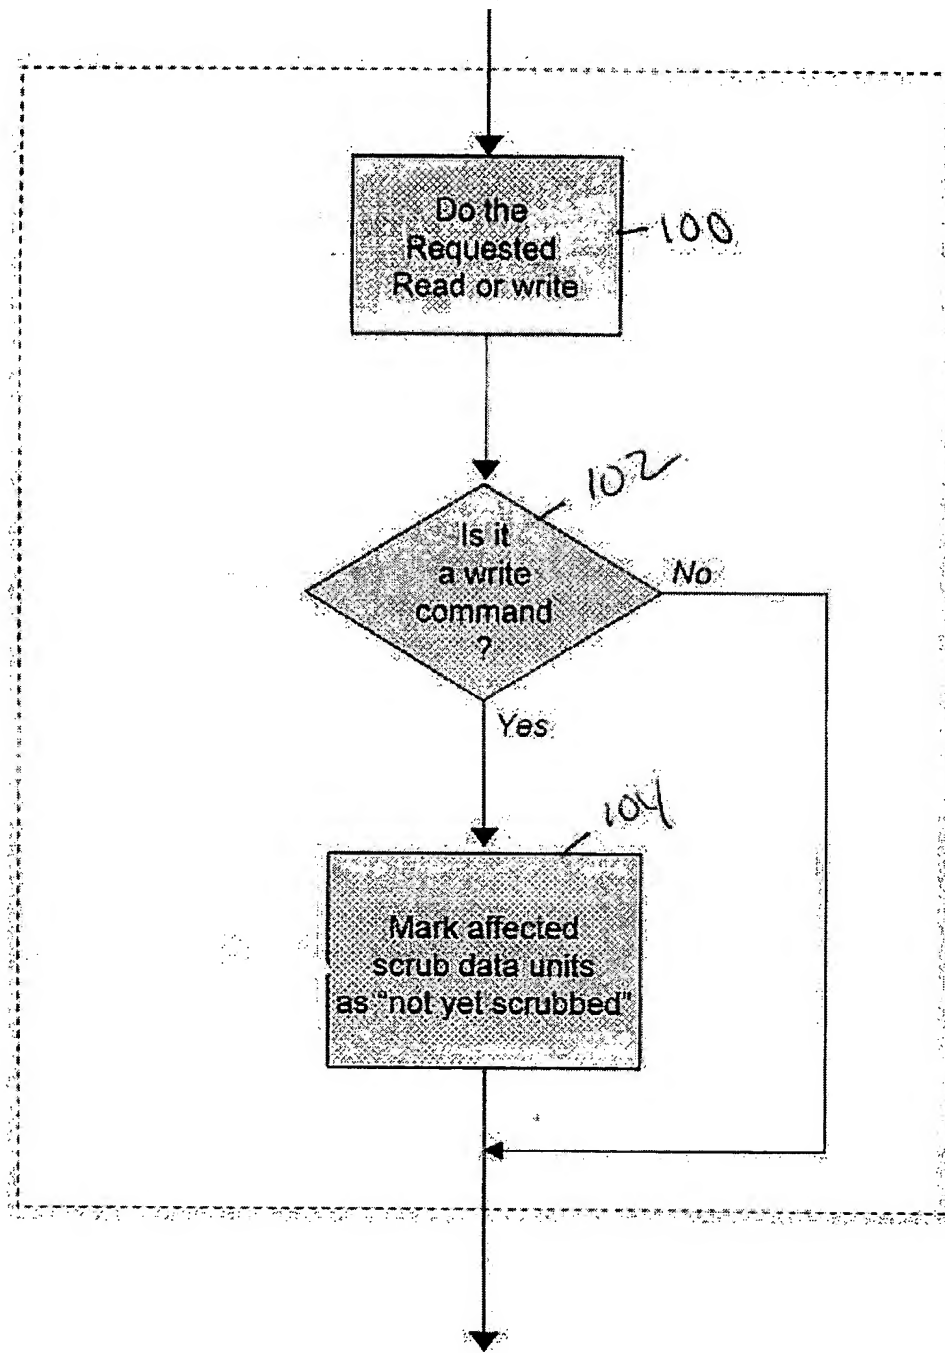 Do the
Requested
Read or write
100
102
Is it
a write
command
?
No
Yes
104
Mark affected
scrub data units
as "not yet scrubbed"